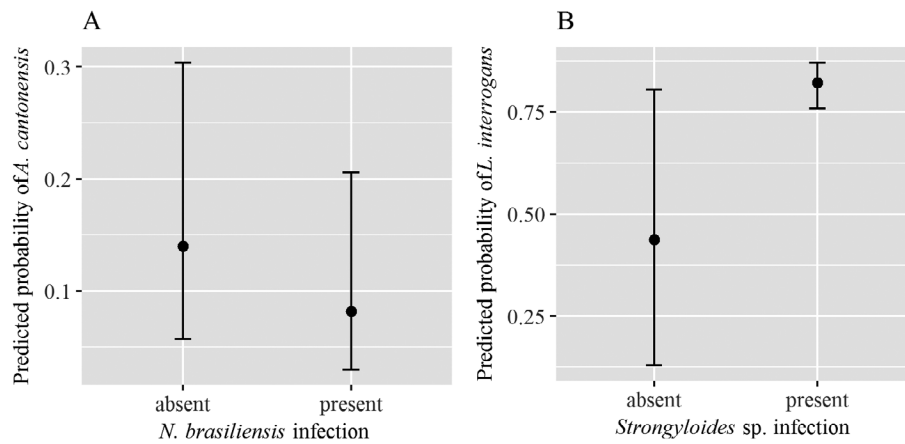 A
Predicted probability of A. cantonensis
0.3
0.2
0.1
absent present
N. brasiliensis infection
B
Predicted probability of L. interrogans
0.75
0.50
0.25
absent present
Strongyloides sp. infection